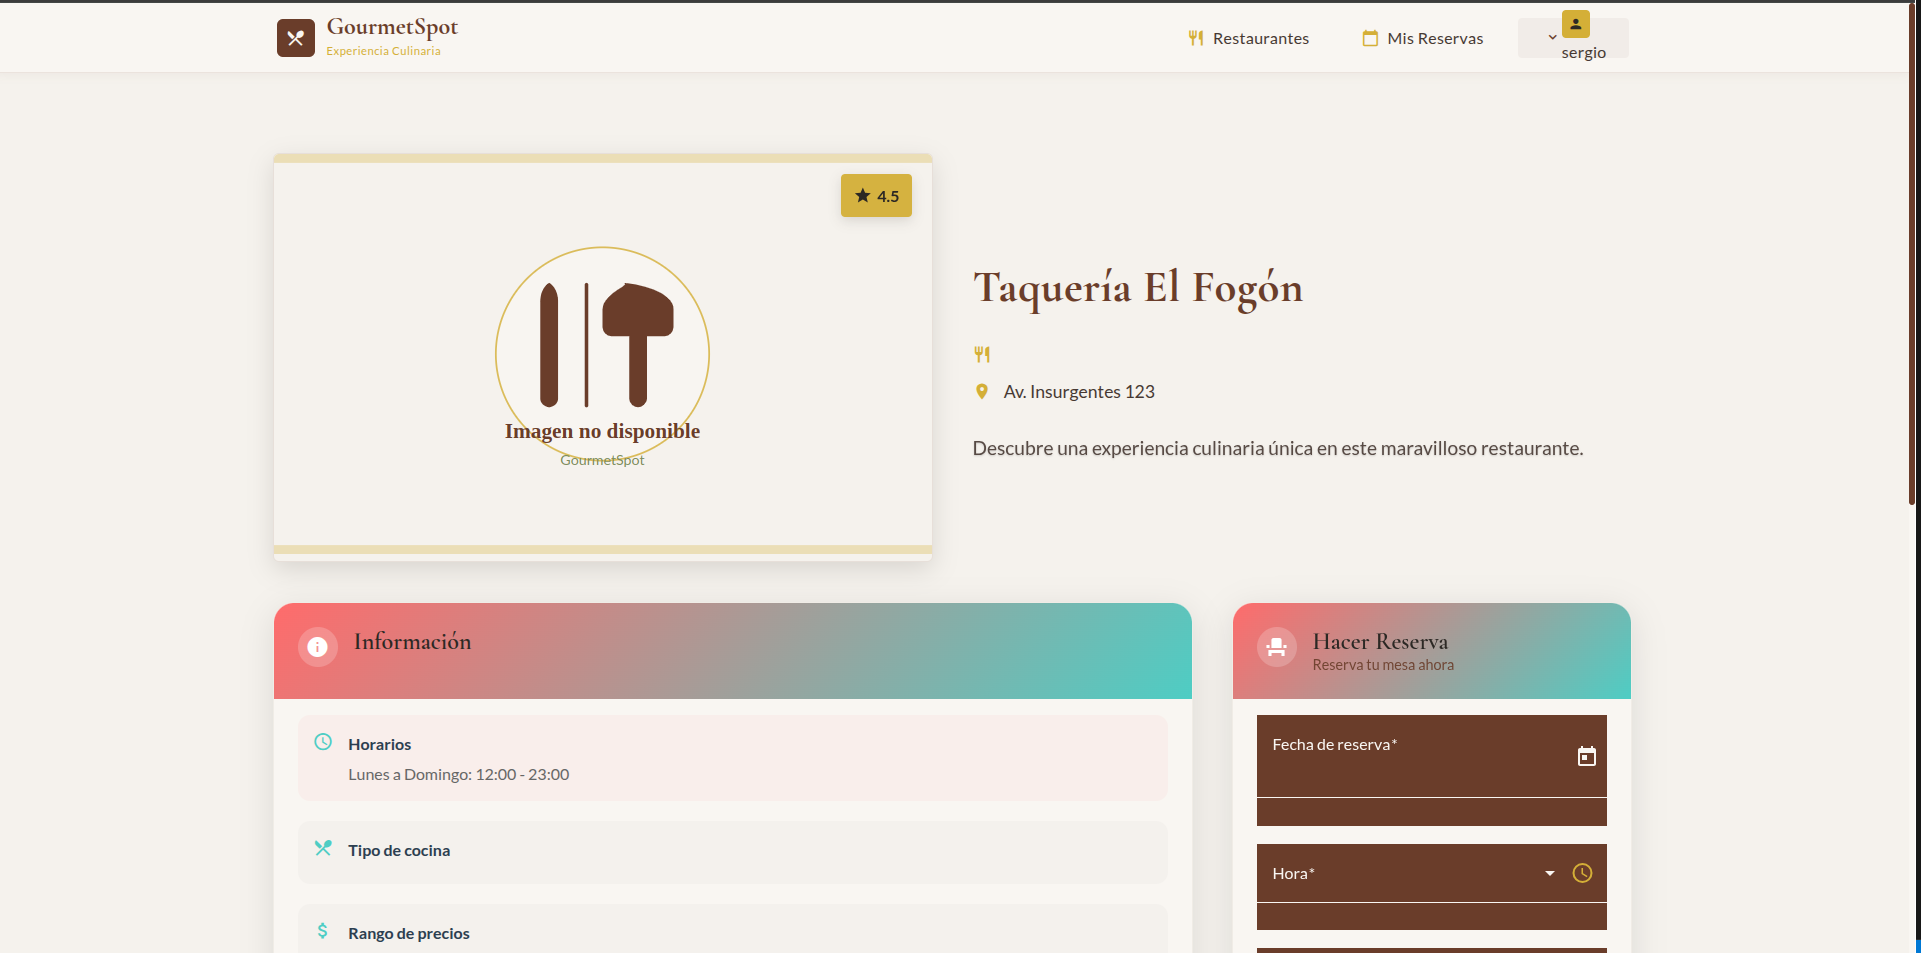 GourmetSpot
Experiencia Culinaria
Restaurantes
Mis Reservas
sergio
4.5
Imagen no disponible
GourmetSpot
Taquería El Fogón
Av. Insurgentes 123
Descubre una experiencia culinaria única en este maravilloso restaurante.
Información
Horarios
Lunes a Domingo: 12:00 - 23:00
Tipo de cocina
Rango de precios
Hacer Reserva
Reserva tu mesa ahora
Fecha de reserva*
Hora*